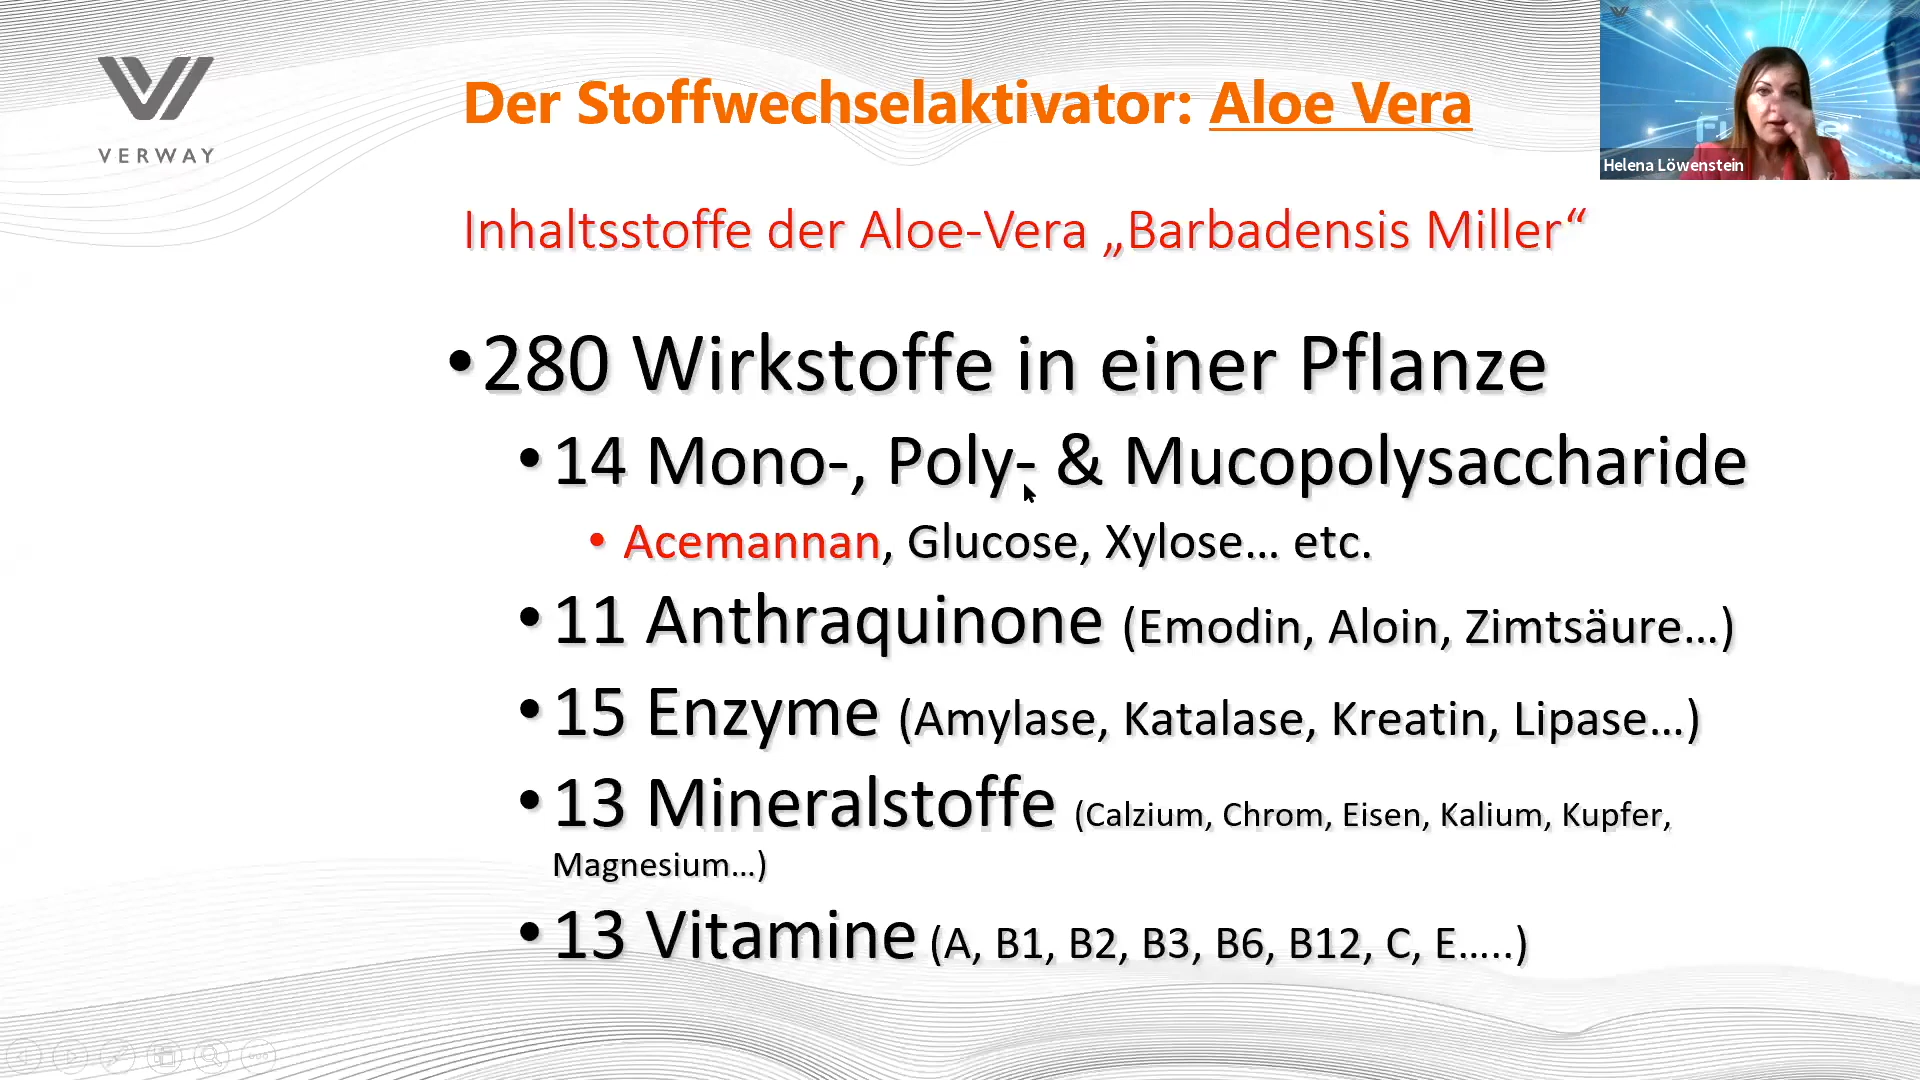 VERWAY
Der Stoffwechselaktivator: Aloe Vera
Helena Löwenstein
Inhaltsstoffe der Aloe-Vera „Barbadensis Miller“
•280 Wirkstoffe in einer Pflanze
•14 Mono-, Poly- & Mucopolysaccharide
• Acemannan, Glucose, Xylose... etc.
•11 Anthraquinone (Emodin, Aloin, Zimtsäure...)
•15 Enzyme (Amylase, Katalase, Kreatin, Lipase...)
•13 Mineralstoffe (Calzium, Chrom, Eisen, Kalium, Kupfer,
Magnesium...)
•13 Vitamine (A, B1, B2, B3, B6, B12, C, E.....)